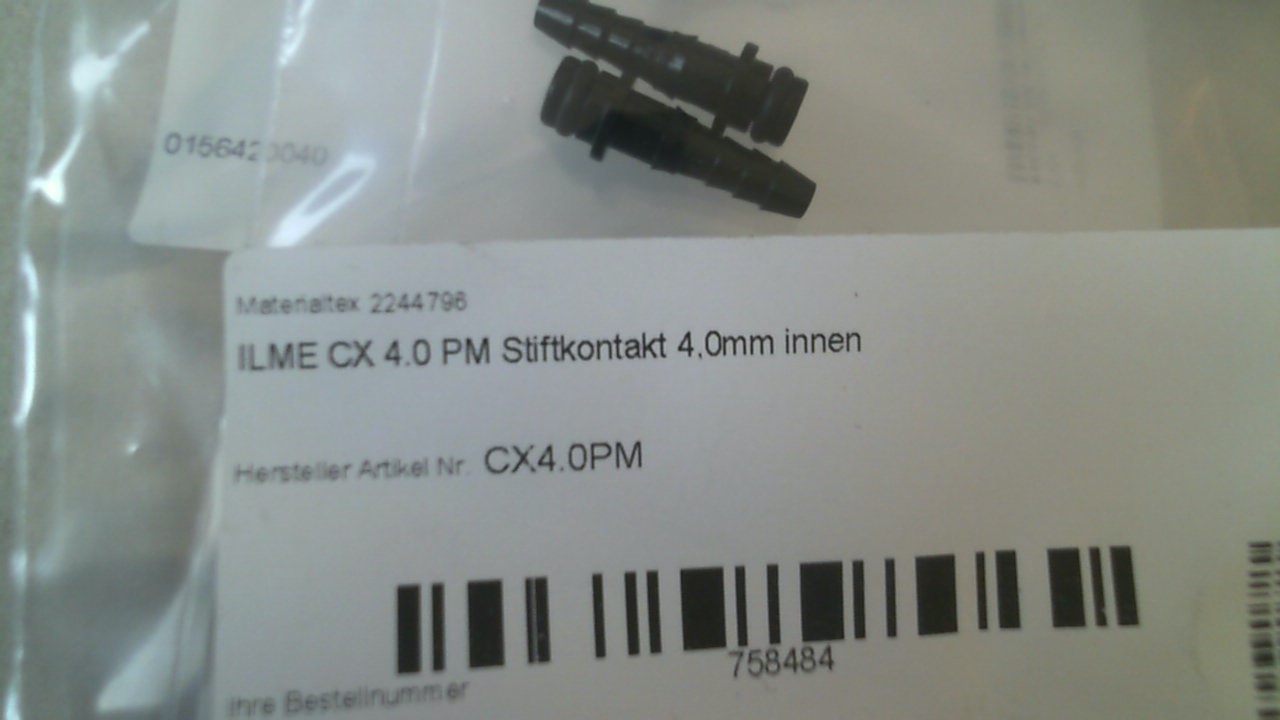 0156420040
Materialtex 2244796
ILME CX 4.0 PM Stiftkontakt 4,0mm innen
Hersteller Artikel Nr. CX4.0PM
758484
Ihre Bestellnummer